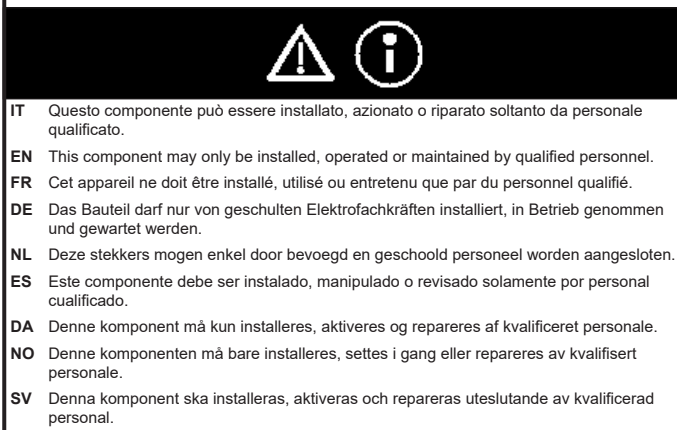 IT Questo componente può essere installato, azionato o riparato soltanto da personale
qualificato.
EN This component may only be installed, operated or maintained by qualified personnel.
FR Cet appareil ne doit être installé, utilisé ou entretenu que par du personnel qualifié.
DE Das Bauteil darf nur von geschulten Elektrofachkräften installiert, in Betrieb genommen
und gewartet werden.
NL Deze stekkers mogen enkel door bevoegd en geschoold personeel worden aangesloten.
ES Este componente debe ser instalado, manipulado o revisado solamente por personal
cualificado.
DA Denne komponent må kun installeres, aktiveres og repareres af kvalificeret personale.
NO Denne komponenten må bare installeres, settes i gang eller repareres av kvalifisert
personale.
SV Denna komponent ska installeras, aktiveras och repareras uteslutande av kvalificerad
personal.